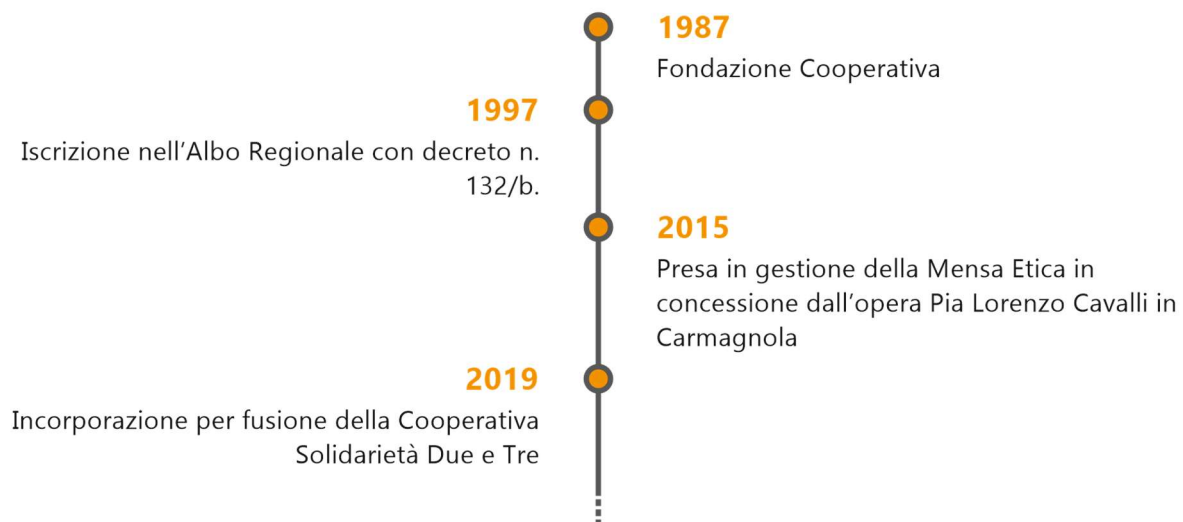 1987
Fondazione Cooperativa
1997
Iscrizione nell’Albo Regionale con decreto n.
132/b.
2015
Presa in gestione della Mensa Etica in
concessione dall’opera Pia Lorenzo Cavalli in
Carmagnola
2019
Incorporazione per fusione della Cooperativa
Solidarietà Due e Tre